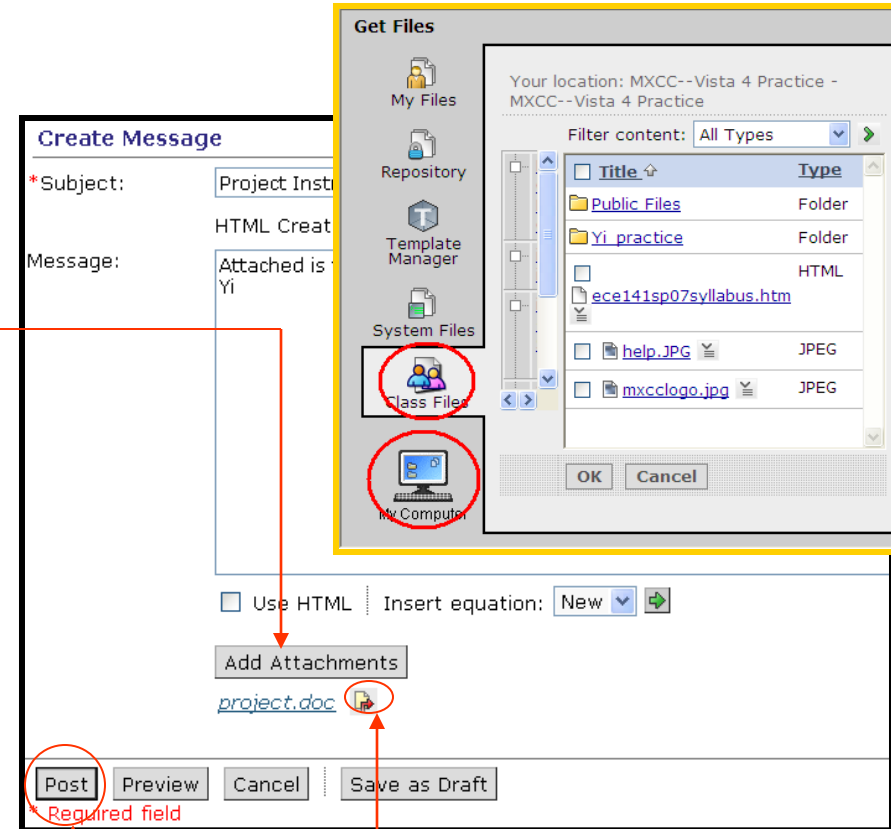 Get Files
My Files
Repository
Template
Manager
System Files
Class Files
My Computer
Your location: MXCC--Vista 4 Practice -
MXCC--Vista 4 Practice
Filter content: All Types
Title Type
Public Files Folder
Yi practice Folder
HTML
ece141sp07syllabus.htm
help.JPG JPEG
mxcclogo.jpg JPEG
OK Cancel
Create Message
*Subject: Project
HTML
Message: Attached is
Yi
Use HTML Insert equation: New
Add Attachments
project.doc
Post Preview Cancel Save as Draft
* Required field